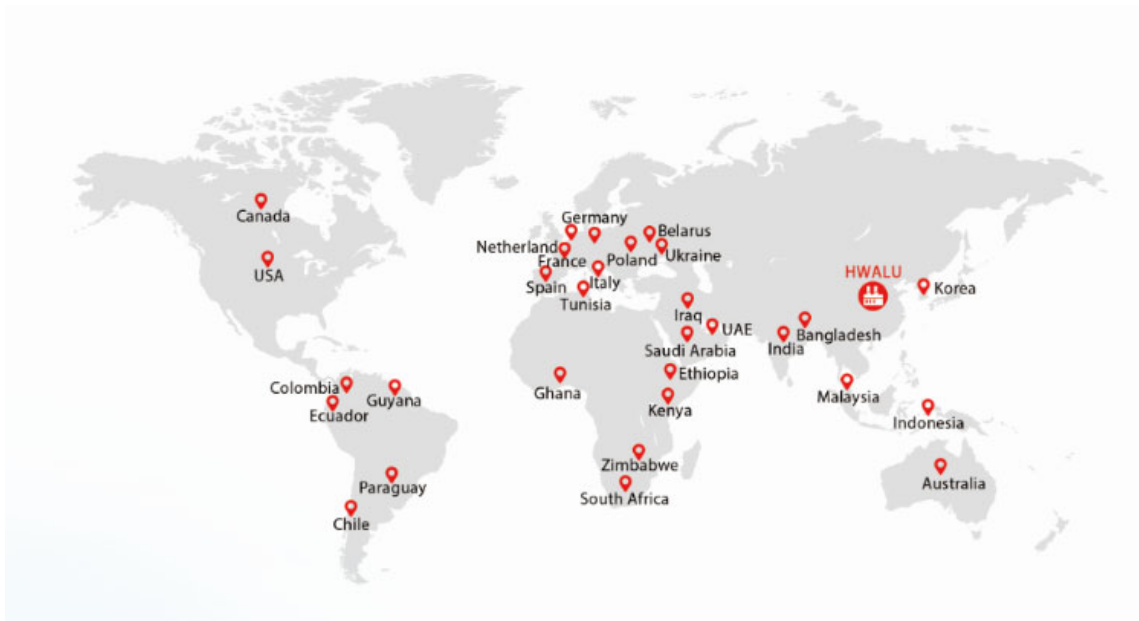 Canada
USA
Colombia
Ecuador
Guyana
Paraguay
Chile
Germany
Netherland
France
Spain
Poland
Italy
Tunisia
Belarus
Ukraine
Iraq
UAE
Saudi Arabia
Ethiopia
Ghana
Kenya
Zimbabwe
South Africa
HWALU
Korea
Bangladesh
India
Malaysia
Indonesia
Australia